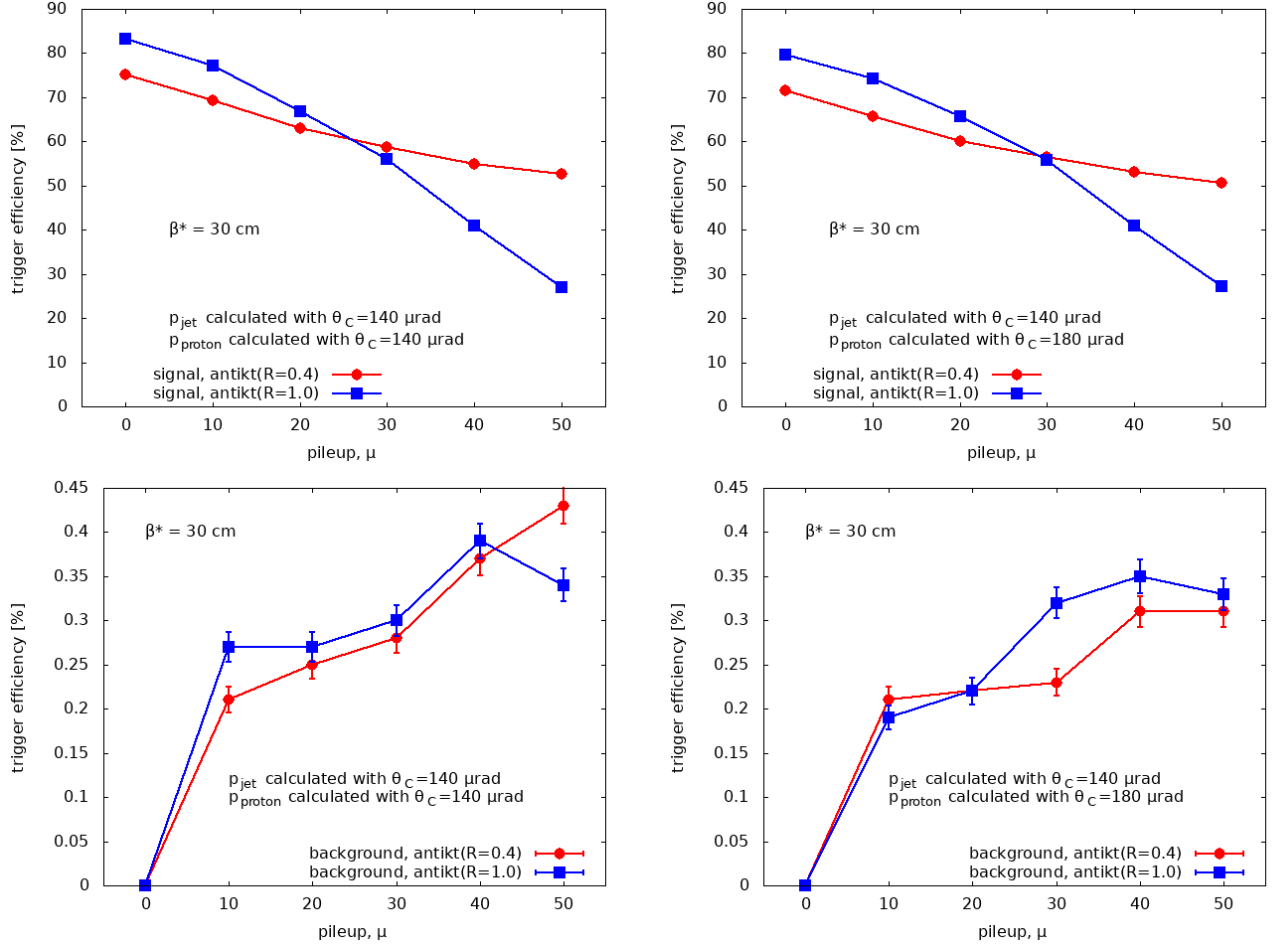 90
80
70
60
50
40
30
20
10
0
trigger efficiency [%]
β* = 30 cm
p_jet calculated with θ_C=140 μrad
p_proton calculated with θ_C=140 μrad
signal, antikt(R=0.4)
signal, antikt(R=1.0)
0 10 20 30 40 50
pileup, μ
90
80
70
60
50
40
30
20
10
0
trigger efficiency [%]
β* = 30 cm
p_jet calculated with θ_C=140 μrad
p_proton calculated with θ_C=180 μrad
signal, antikt(R=0.4)
signal, antikt(R=1.0)
0 10 20 30 40 50
pileup, μ
0.45
0.4
0.35
0.3
0.25
0.2
0.15
0.1
0.05
0
trigger efficiency [%]
β* = 30 cm
p_jet calculated with θ_C=140 μrad
p_proton calculated with θ_C=140 μrad
background, antikt(R=0.4)
background, antikt(R=1.0)
0 10 20 30 40 50
pileup, μ
0.45
0.4
0.35
0.3
0.25
0.2
0.15
0.1
0.05
0
trigger efficiency [%]
β* = 30 cm
p_jet calculated with θ_C=140 μrad
p_proton calculated with θ_C=180 μrad
background, antikt(R=0.4)
background, antikt(R=1.0)
0 10 20 30 40 50
pileup, μ